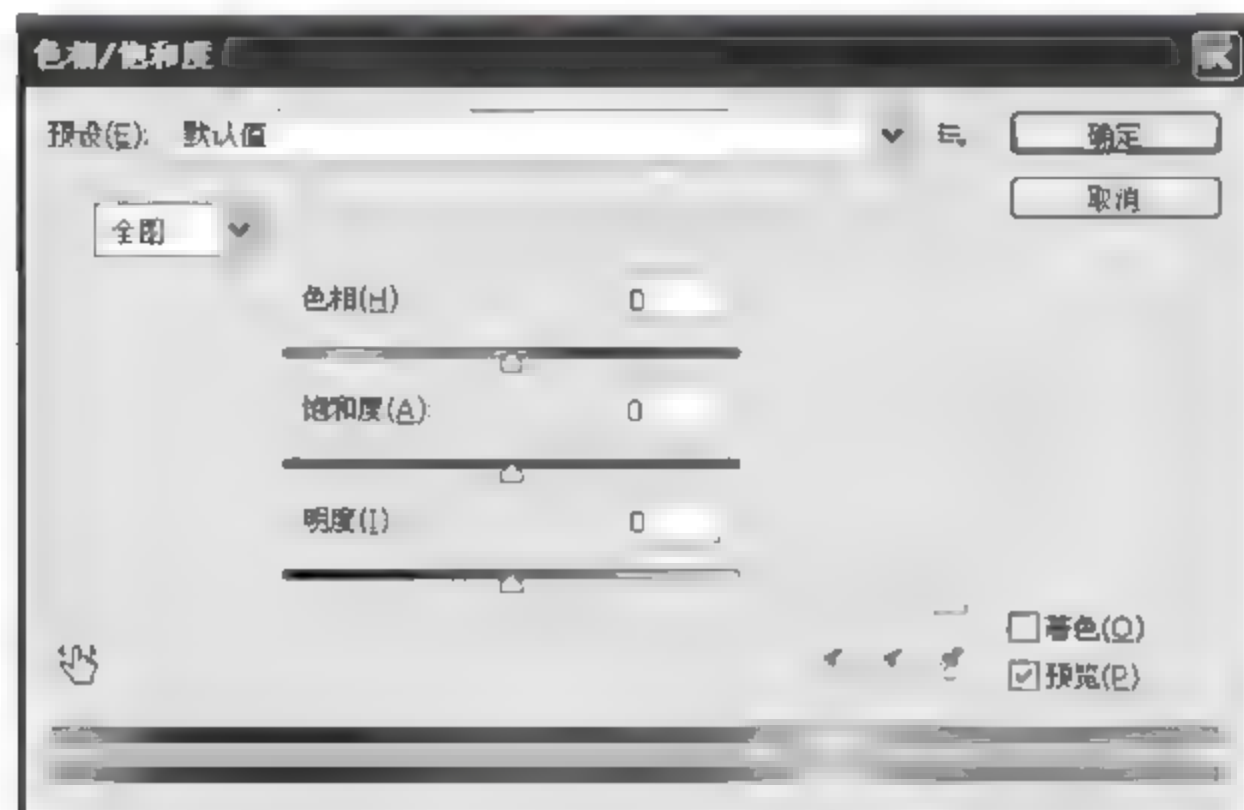 色相/饱和度
预设(E): 默认值
确定
取消
全图
色相(H) 0
饱和度(A): 0
明度(I) 0
着色(O)
预览(P)